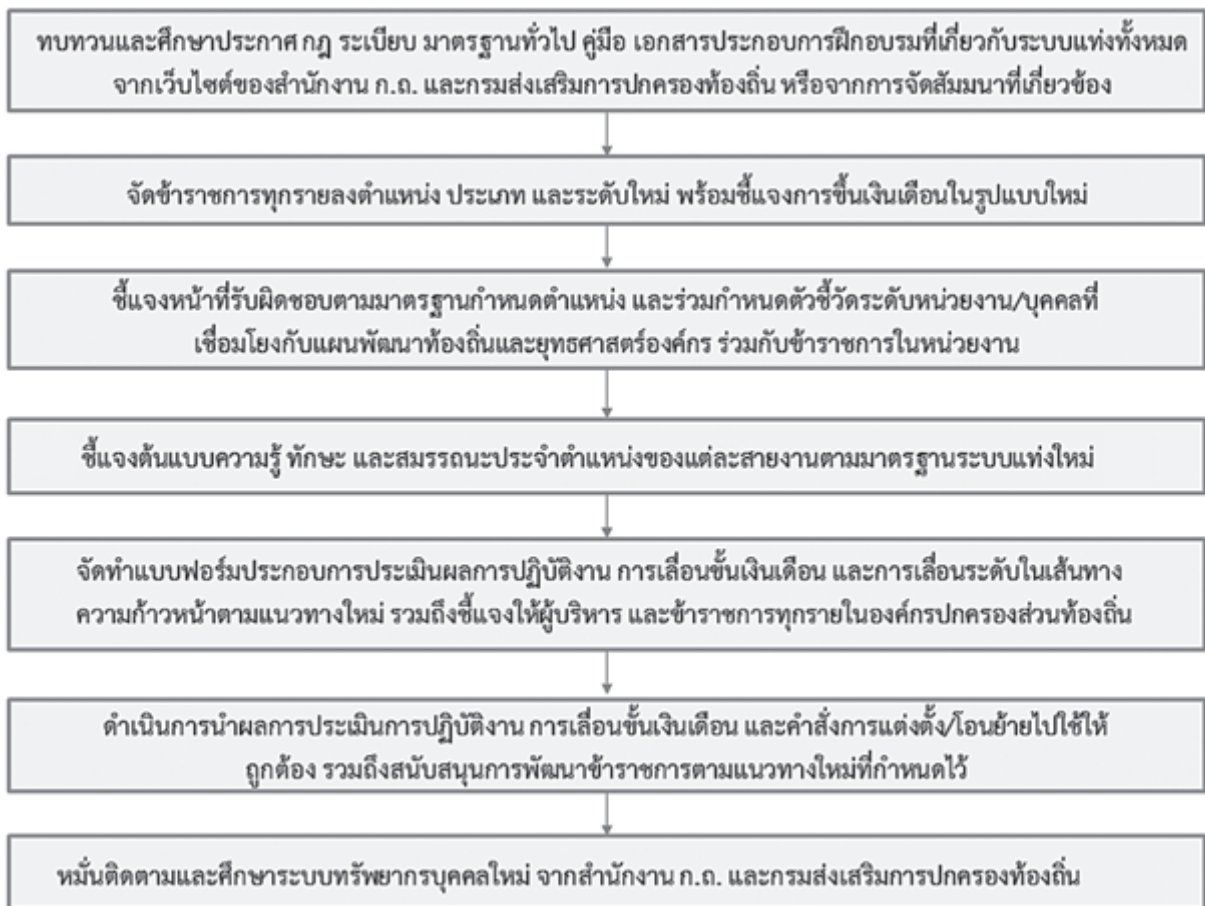 ทบทวนและศึกษาประกาศ กฎ ระเบียบ มาตรฐานทั่วไป คู่มือ เอกสารประกอบการฝึกอบรมที่เกี่ยวกับระบบแท่งทั้งหมด
จากเว็บไซต์ของสำนักงาน ก.ถ. และกรมส่งเสริมการปกครองท้องถิ่น หรือจากการจัดสัมมนาที่เกี่ยวข้อง
จัดข้าราชการทุกรายลงตำแหน่ง ประเภท และระดับใหม่ พร้อมชี้แจงการขึ้นเงินเดือนในรูปแบบใหม่
ชี้แจงหน้าที่รับผิดชอบตามมาตรฐานกำหนดตำแหน่ง และร่วมกำหนดตัวชี้วัดระดับหน่วยงาน/บุคคลที่
เชื่อมโยงกับแผนพัฒนาท้องถิ่นและยุทธศาสตร์องค์กร ร่วมกับข้าราชการในหน่วยงาน
ชี้แจงต้นแบบความรู้ ทักษะ และสมรรถนะประจำตำแหน่งของแต่ละสายงานตามมาตรฐานระบบแท่งใหม่
จัดทำแบบฟอร์มประกอบการประเมินผลการปฏิบัติงาน การเลื่อนขั้นเงินเดือน และการเลื่อนระดับในเส้นทาง
ความก้าวหน้าตามแนวทางใหม่ รวมถึงชี้แจงให้ผู้บริหาร และข้าราชการทุกรายในองค์กรปกครองส่วนท้องถิ่น
ดำเนินการนำผลการประเมินการปฏิบัติงาน การเลื่อนขั้นเงินเดือน และคำสั่งการแต่งตั้ง/โอนย้ายไปใช้ให้
ถูกต้อง รวมถึงสนับสนุนการพัฒนาข้าราชการตามแนวทางใหม่ที่กำหนดไว้
หมั่นติดตามและศึกษาระบบทรัพยากรบุคคลใหม่ จากสำนักงาน ก.ถ. และกรมส่งเสริมการปกครองท้องถิ่น